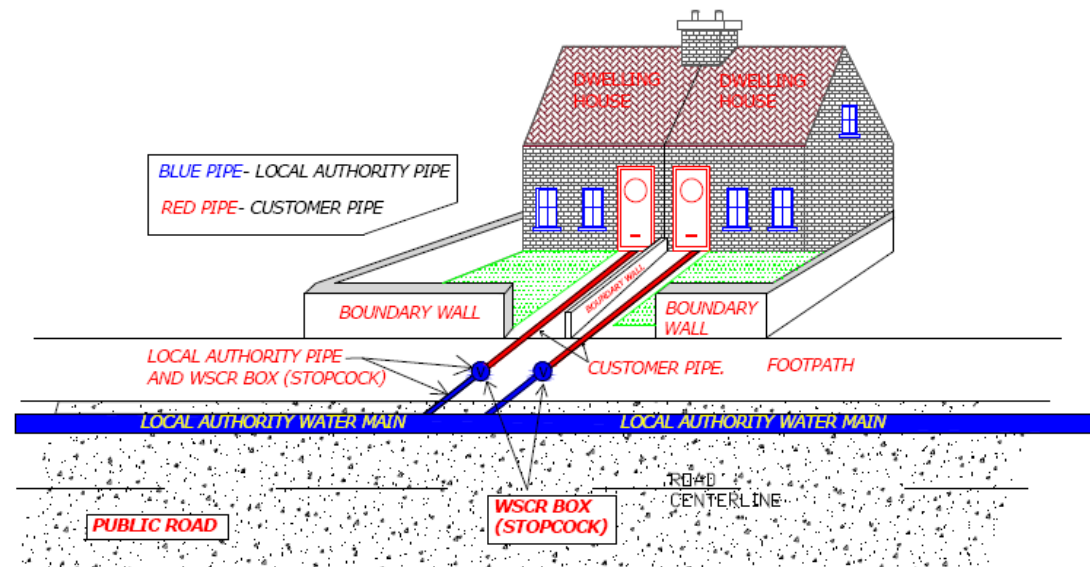 DWELLING
HOUSE
DWELLING
HOUSE
BLUE PIPE- LOCAL AUTHORITY PIPE
RED PIPE- CUSTOMER PIPE
BOUNDARY WALL
BOUNDARY WALL
BOUNDARY
WALL
LOCAL AUTHORITY PIPE
AND WSCR BOX (STOPCOCK)
CUSTOMER PIPE.
FOOTPATH
V
V
LOCAL AUTHORITY WATER MAIN
LOCAL AUTHORITY WATER MAIN
ROAD
CENTERLINE
PUBLIC ROAD
WSCR BOX
(STOPCOCK)